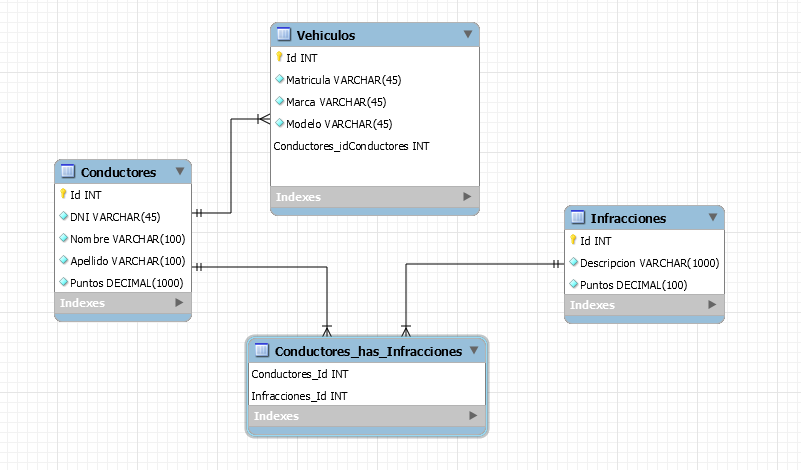 Vehiculos
Id INT
Matricula VARCHAR(45)
Marca VARCHAR(45)
Modelo VARCHAR(45)
Conductores_idConductores INT
Indexes
Conductores
Id INT
DNI VARCHAR(45)
Nombre VARCHAR(100)
Apellido VARCHAR(100)
Puntos DECIMAL(1000)
Indexes
Infracciones
Id INT
Descripcion VARCHAR(1000)
Puntos DECIMAL(100)
Indexes
Conductores_has_Infracciones
Conductores_Id INT
Infracciones_Id INT
Indexes